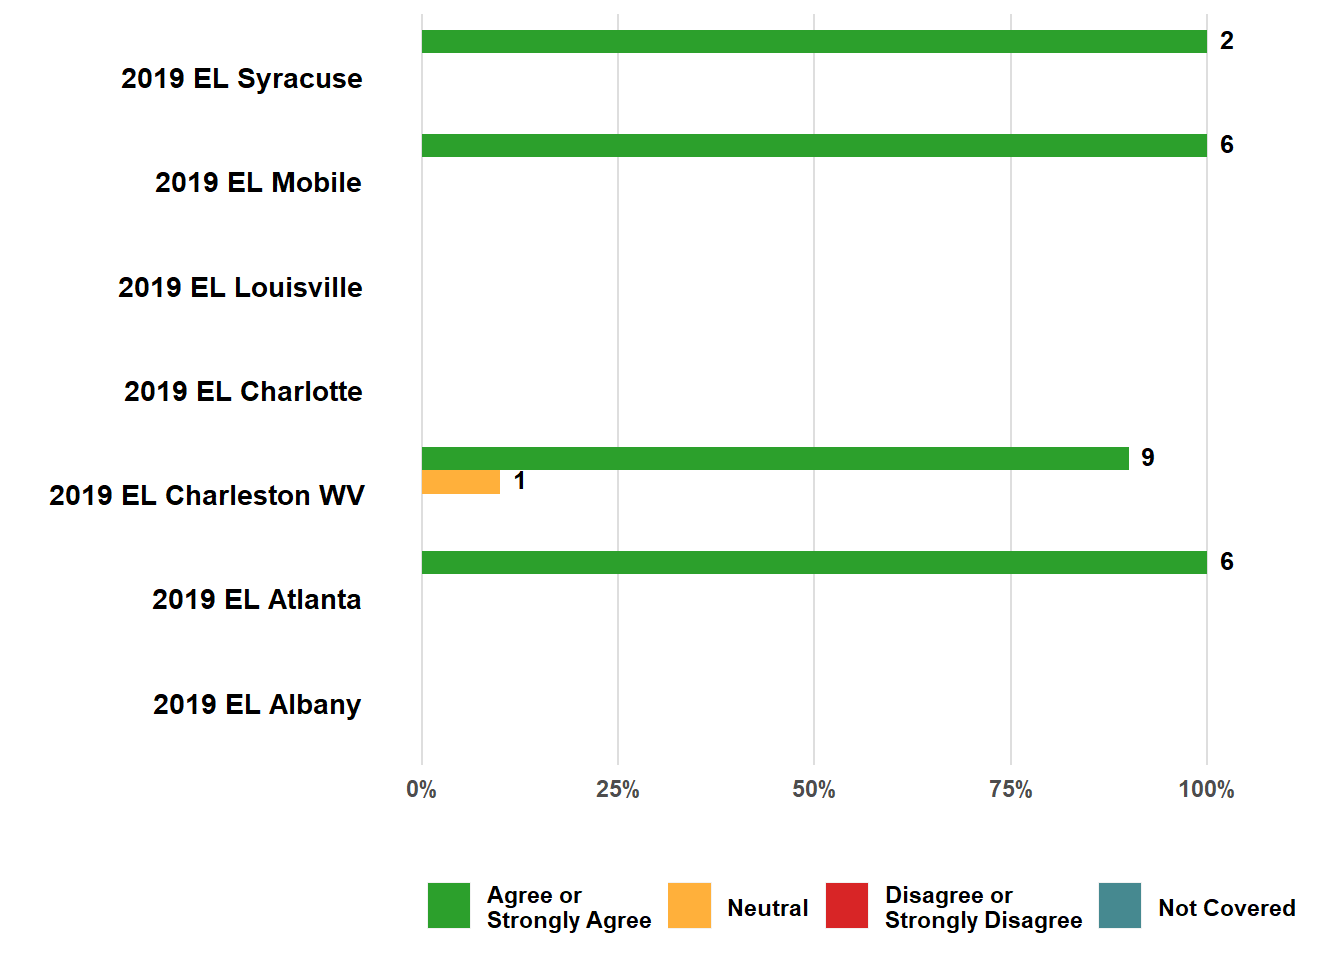 2
2019 EL Syracuse
6
2019 EL Mobile
2019 EL Louisville
2019 EL Charlotte
9
1
2019 EL Charleston WV
6
2019 EL Atlanta
2019 EL Albany
0% 25% 50% 75% 100%
Agree or
Strongly Agree
Neutral
Disagree or
Strongly Disagree
Not Covered